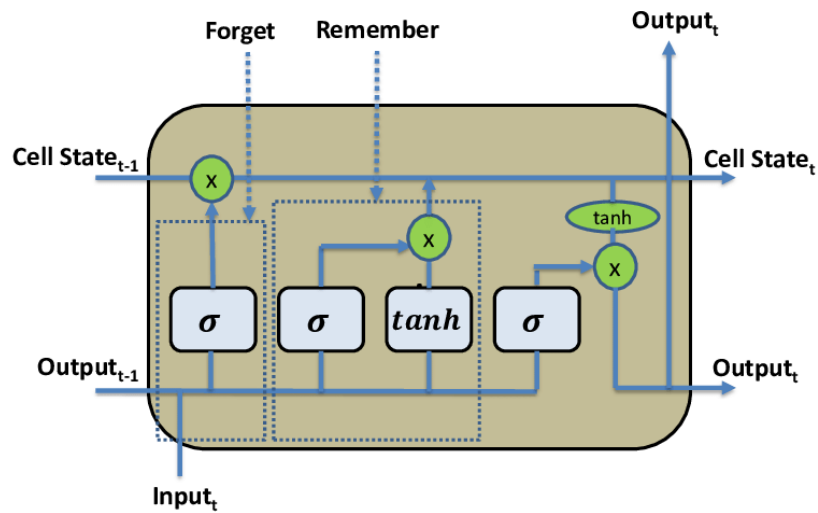 Output_t
Forget Remember
Cell State_t-1
x
Cell State_t
tanh
x
x
σ σ tanh σ
Output_t-1
Output_t
Input_t